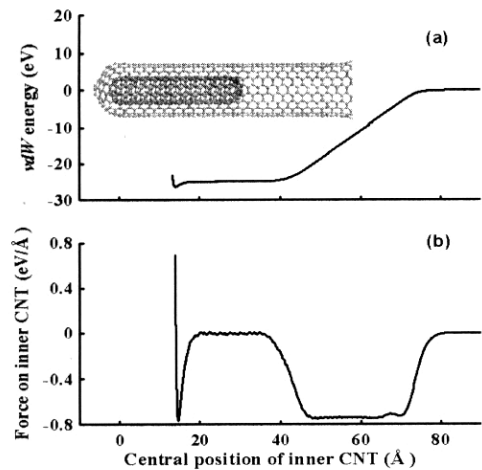 20
(a)
10
0
-10
-20
-30
vdW energy (eV)
0.8
(b)
0.4
0
-0.4
-0.8
Force on inner CNT (eV/Å)
0 20 40 60 80
Central position of inner CNT (Å )